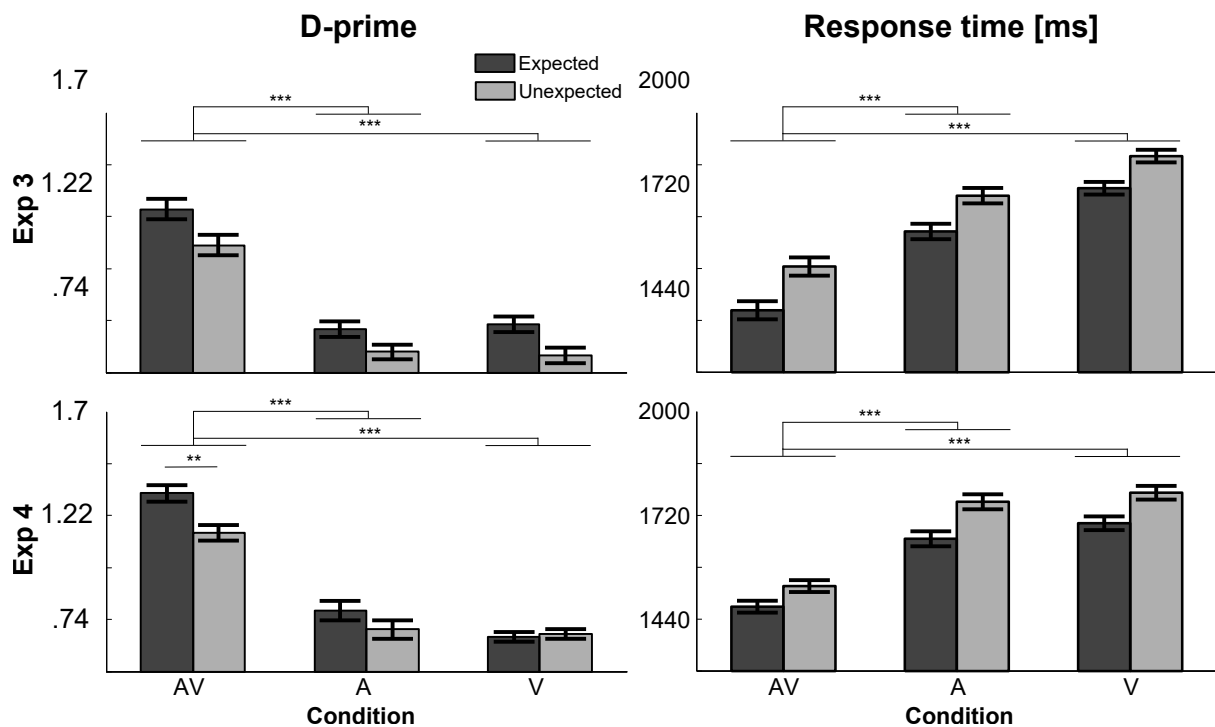 D-prime
Response time [ms]
Expected
Unexpected
1.7
***
***
1.22
.74
Exp 3
2000
***
***
1720
1440
1.7
***
***
**
1.22
.74
Exp 4
AV
A
V
Condition
2000
***
***
1720
1440
AV
A
V
Condition